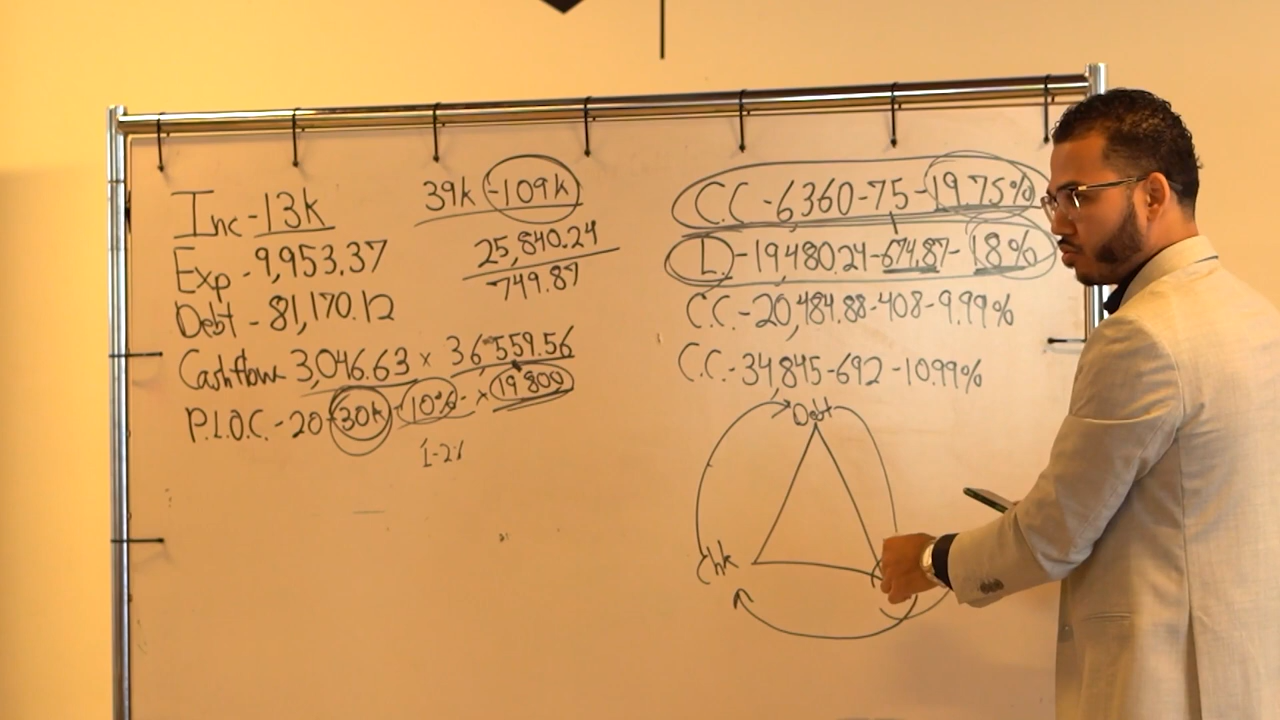 Inc - 13k
Exp - 9,953.37
Debt - 81,170.12
Cashflow 3,046.63 x 36,559.56
P.L.O.C. - 20-30k - 10% - x 19800
1-2%
39k - 109k
25,840.24
749.87
C.C. - 6,360 - 75 - 19.75%
L. - 19,480.24 - 674.87 - 18%
C.C. - 20,484.88 - 408 - 9.99%
C.C. - 34,845 - 692 - 10.99%
Debt
Chk